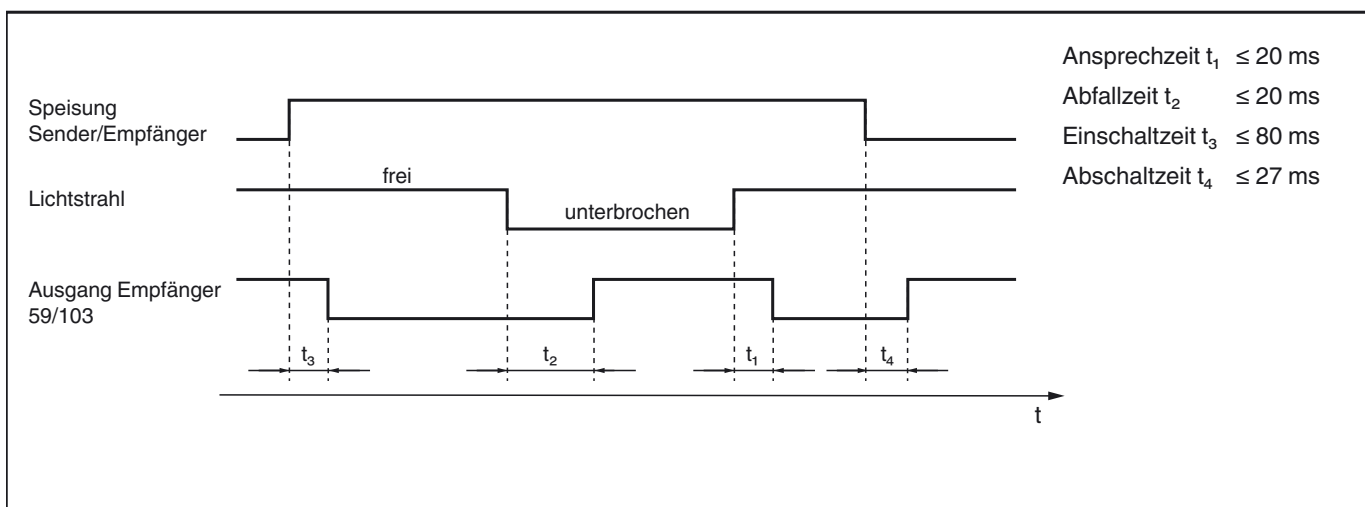 Ansprechzeit t₁ ≤ 20 ms
Abfallzeit t₂ ≤ 20 ms
Einschaltzeit t₃ ≤ 80 ms
Abschaltzeit t₄ ≤ 27 ms
Speisung
Sender/Empfänger
frei
Lichtstrahl
unterbrochen
Ausgang Empfänger
59/103
t₃ t₂ t₁ t₄
t